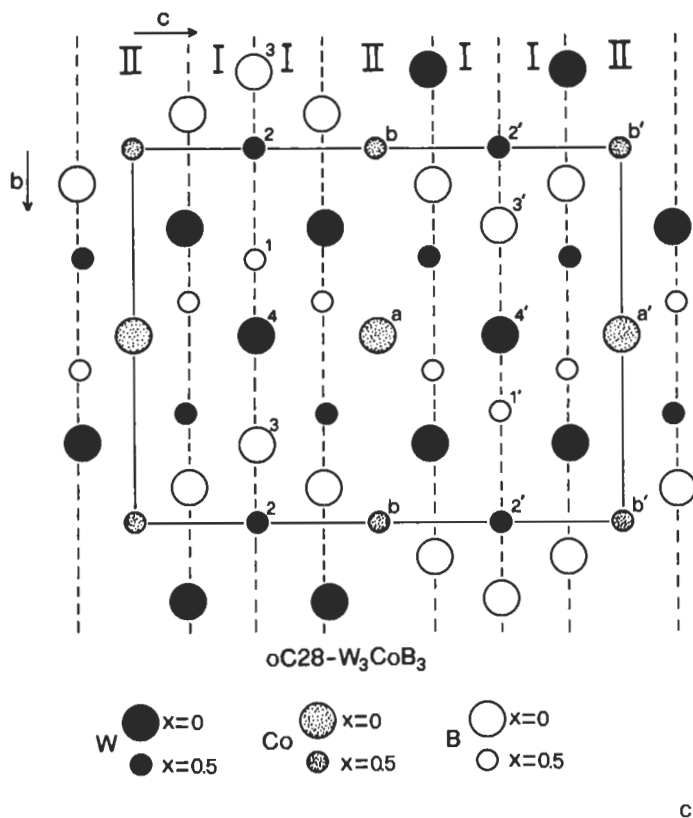 c
3
II I I II I I II
2 b 2' b'
b
3'
1
4 a 4' a'
1'
3
2 b 2' b'
oC28-W₃CoB₃
W x=0 x=0.5
Co x=0 x=0.5
B x=0 x=0.5
c